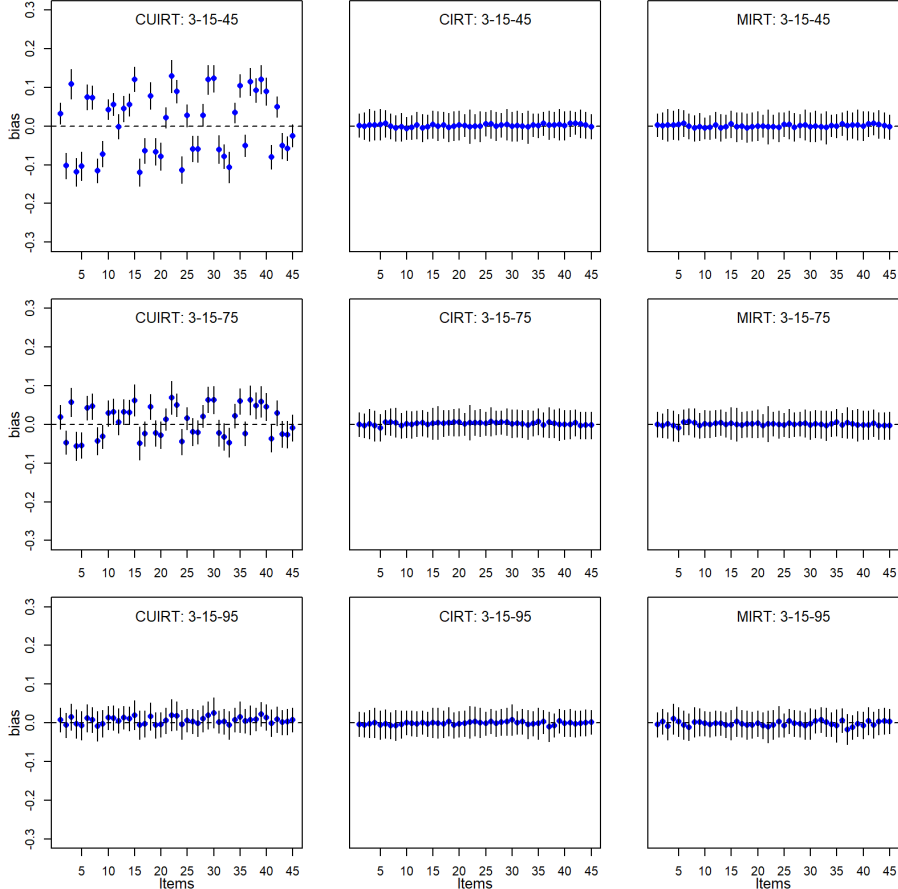 CUIRT: 3-15-45
CIRT: 3-15-45
MIRT: 3-15-45
bias
0.3
0.2
0.1
0.0
-0.1
-0.2
-0.3
5 10 15 20 25 30 35 40 45
5 10 15 20 25 30 35 40 45
5 10 15 20 25 30 35 40 45
CUIRT: 3-15-75
CIRT: 3-15-75
MIRT: 3-15-75
bias
0.3
0.2
0.1
0.0
-0.1
-0.2
-0.3
5 10 15 20 25 30 35 40 45
5 10 15 20 25 30 35 40 45
5 10 15 20 25 30 35 40 45
CUIRT: 3-15-95
CIRT: 3-15-95
MIRT: 3-15-95
bias
0.3
0.2
0.1
0.0
-0.1
-0.2
-0.3
5 10 15 20 25 30 35 40 45
5 10 15 20 25 30 35 40 45
5 10 15 20 25 30 35 40 45
Items
Items
Items